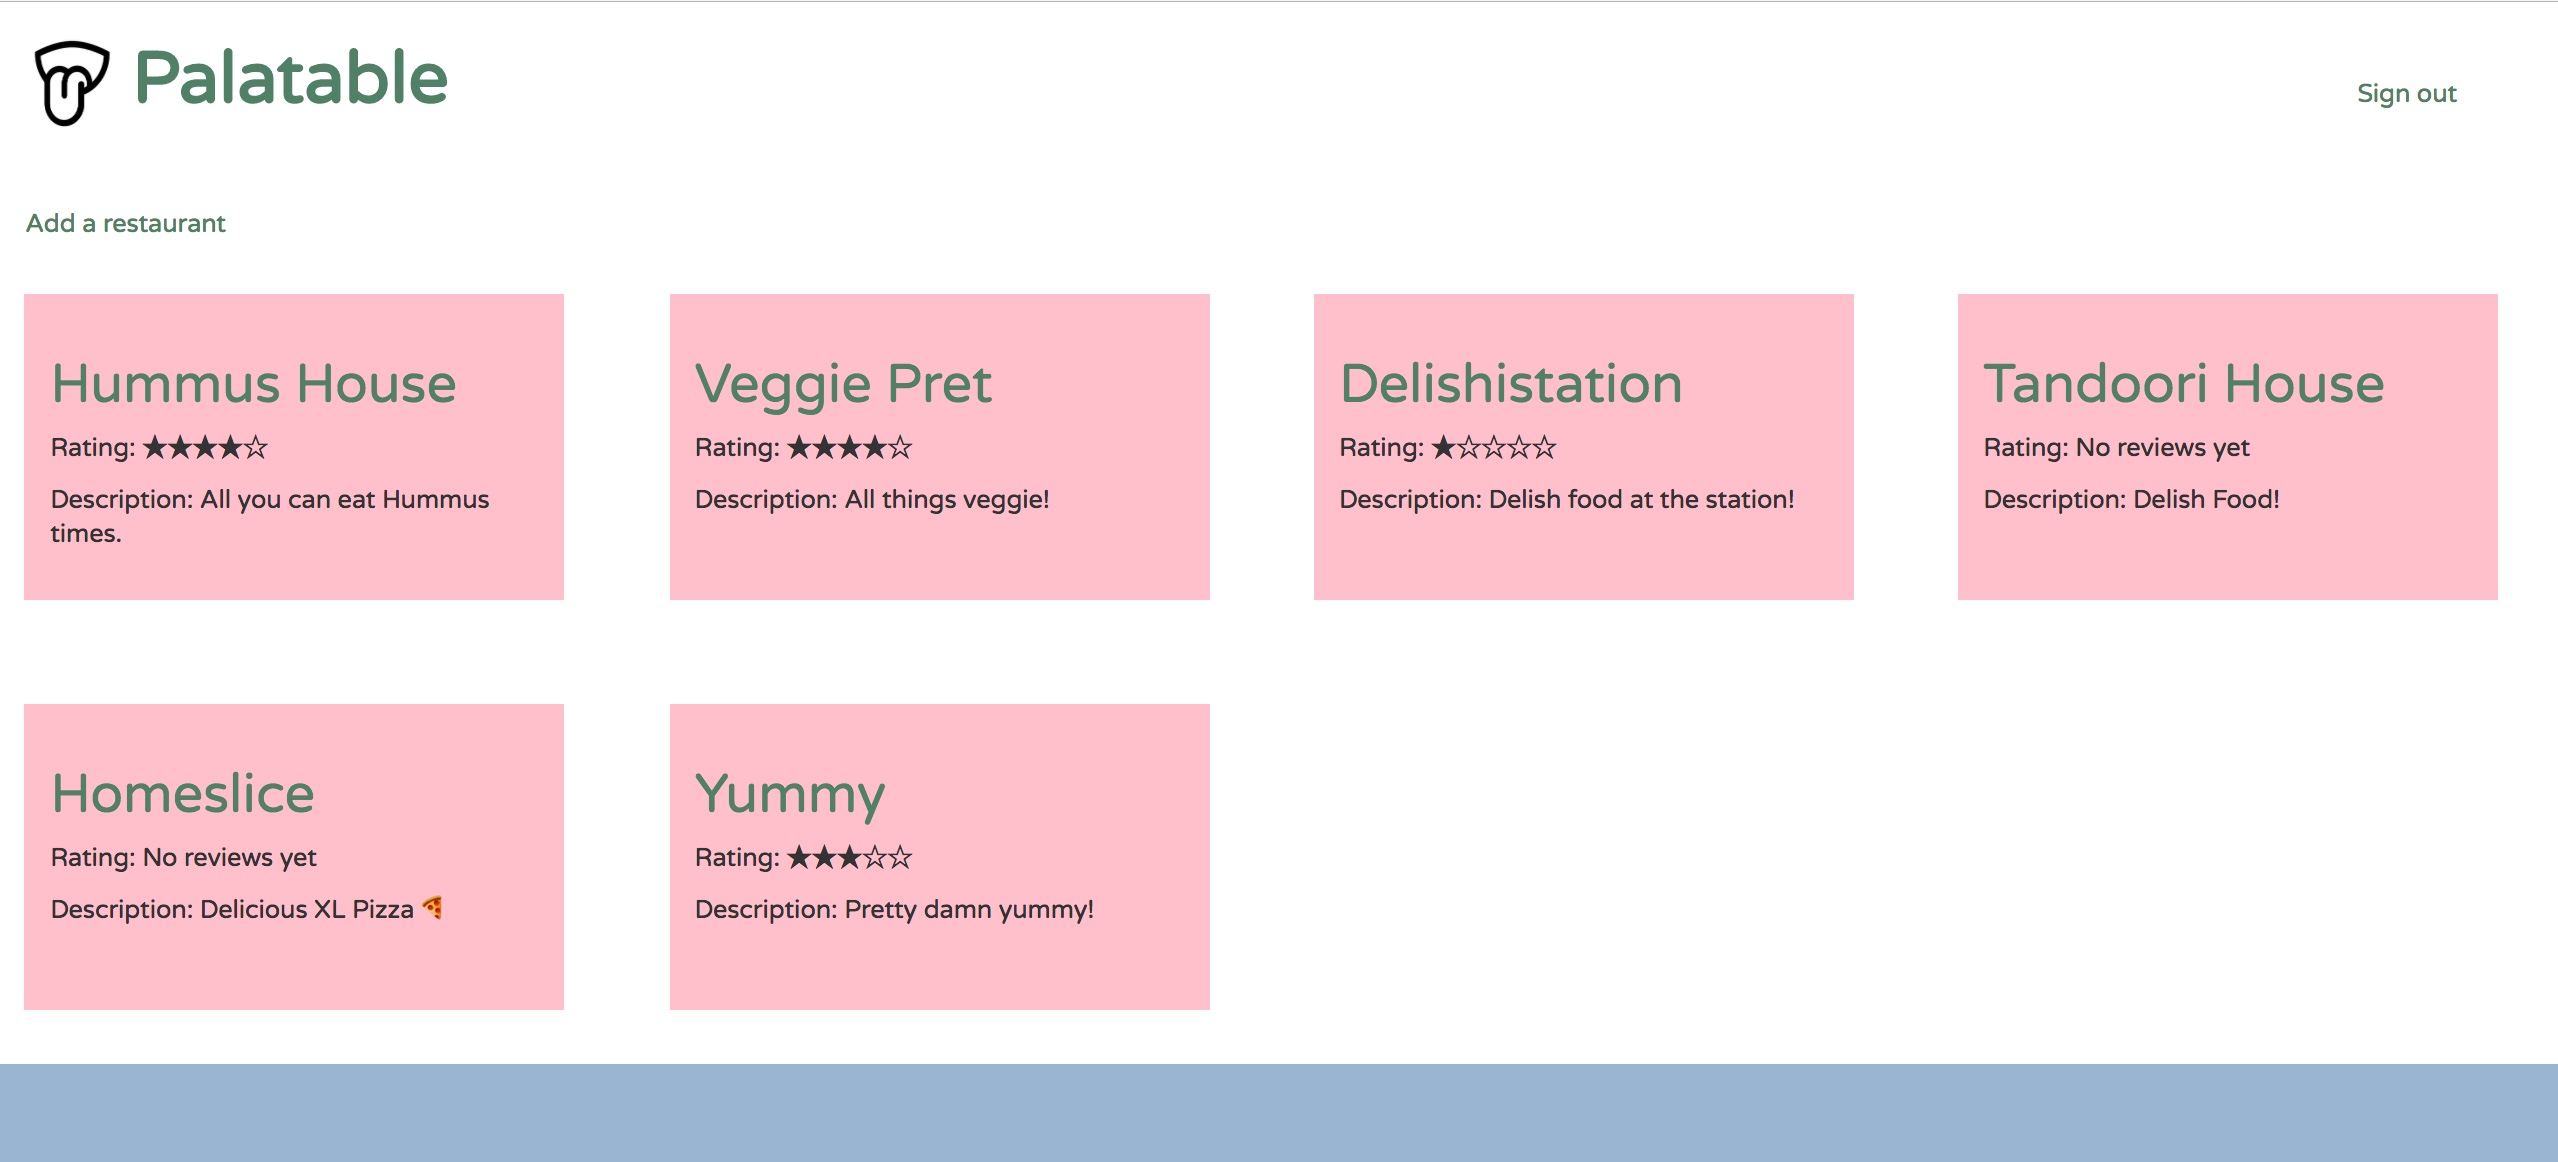 Palatable
Sign out
Add a restaurant
Hummus House
Rating: ★★★★☆
Description: All you can eat Hummus
times.
Veggie Pret
Rating: ★★★★☆
Description: All things veggie!
Delishistation
Rating: ★☆☆☆☆
Description: Delish food at the station!
Tandoori House
Rating: No reviews yet
Description: Delish Food!
Homeslice
Rating: No reviews yet
Description: Delicious XL Pizza 🍕
Yummy
Rating: ★★★☆☆
Description: Pretty damn yummy!